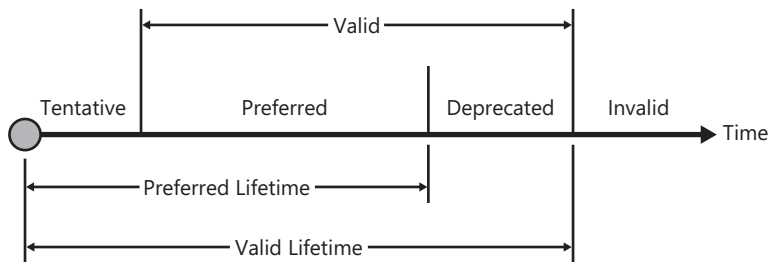 Valid
Tentative Preferred Deprecated Invalid
Time
Preferred Lifetime
Valid Lifetime